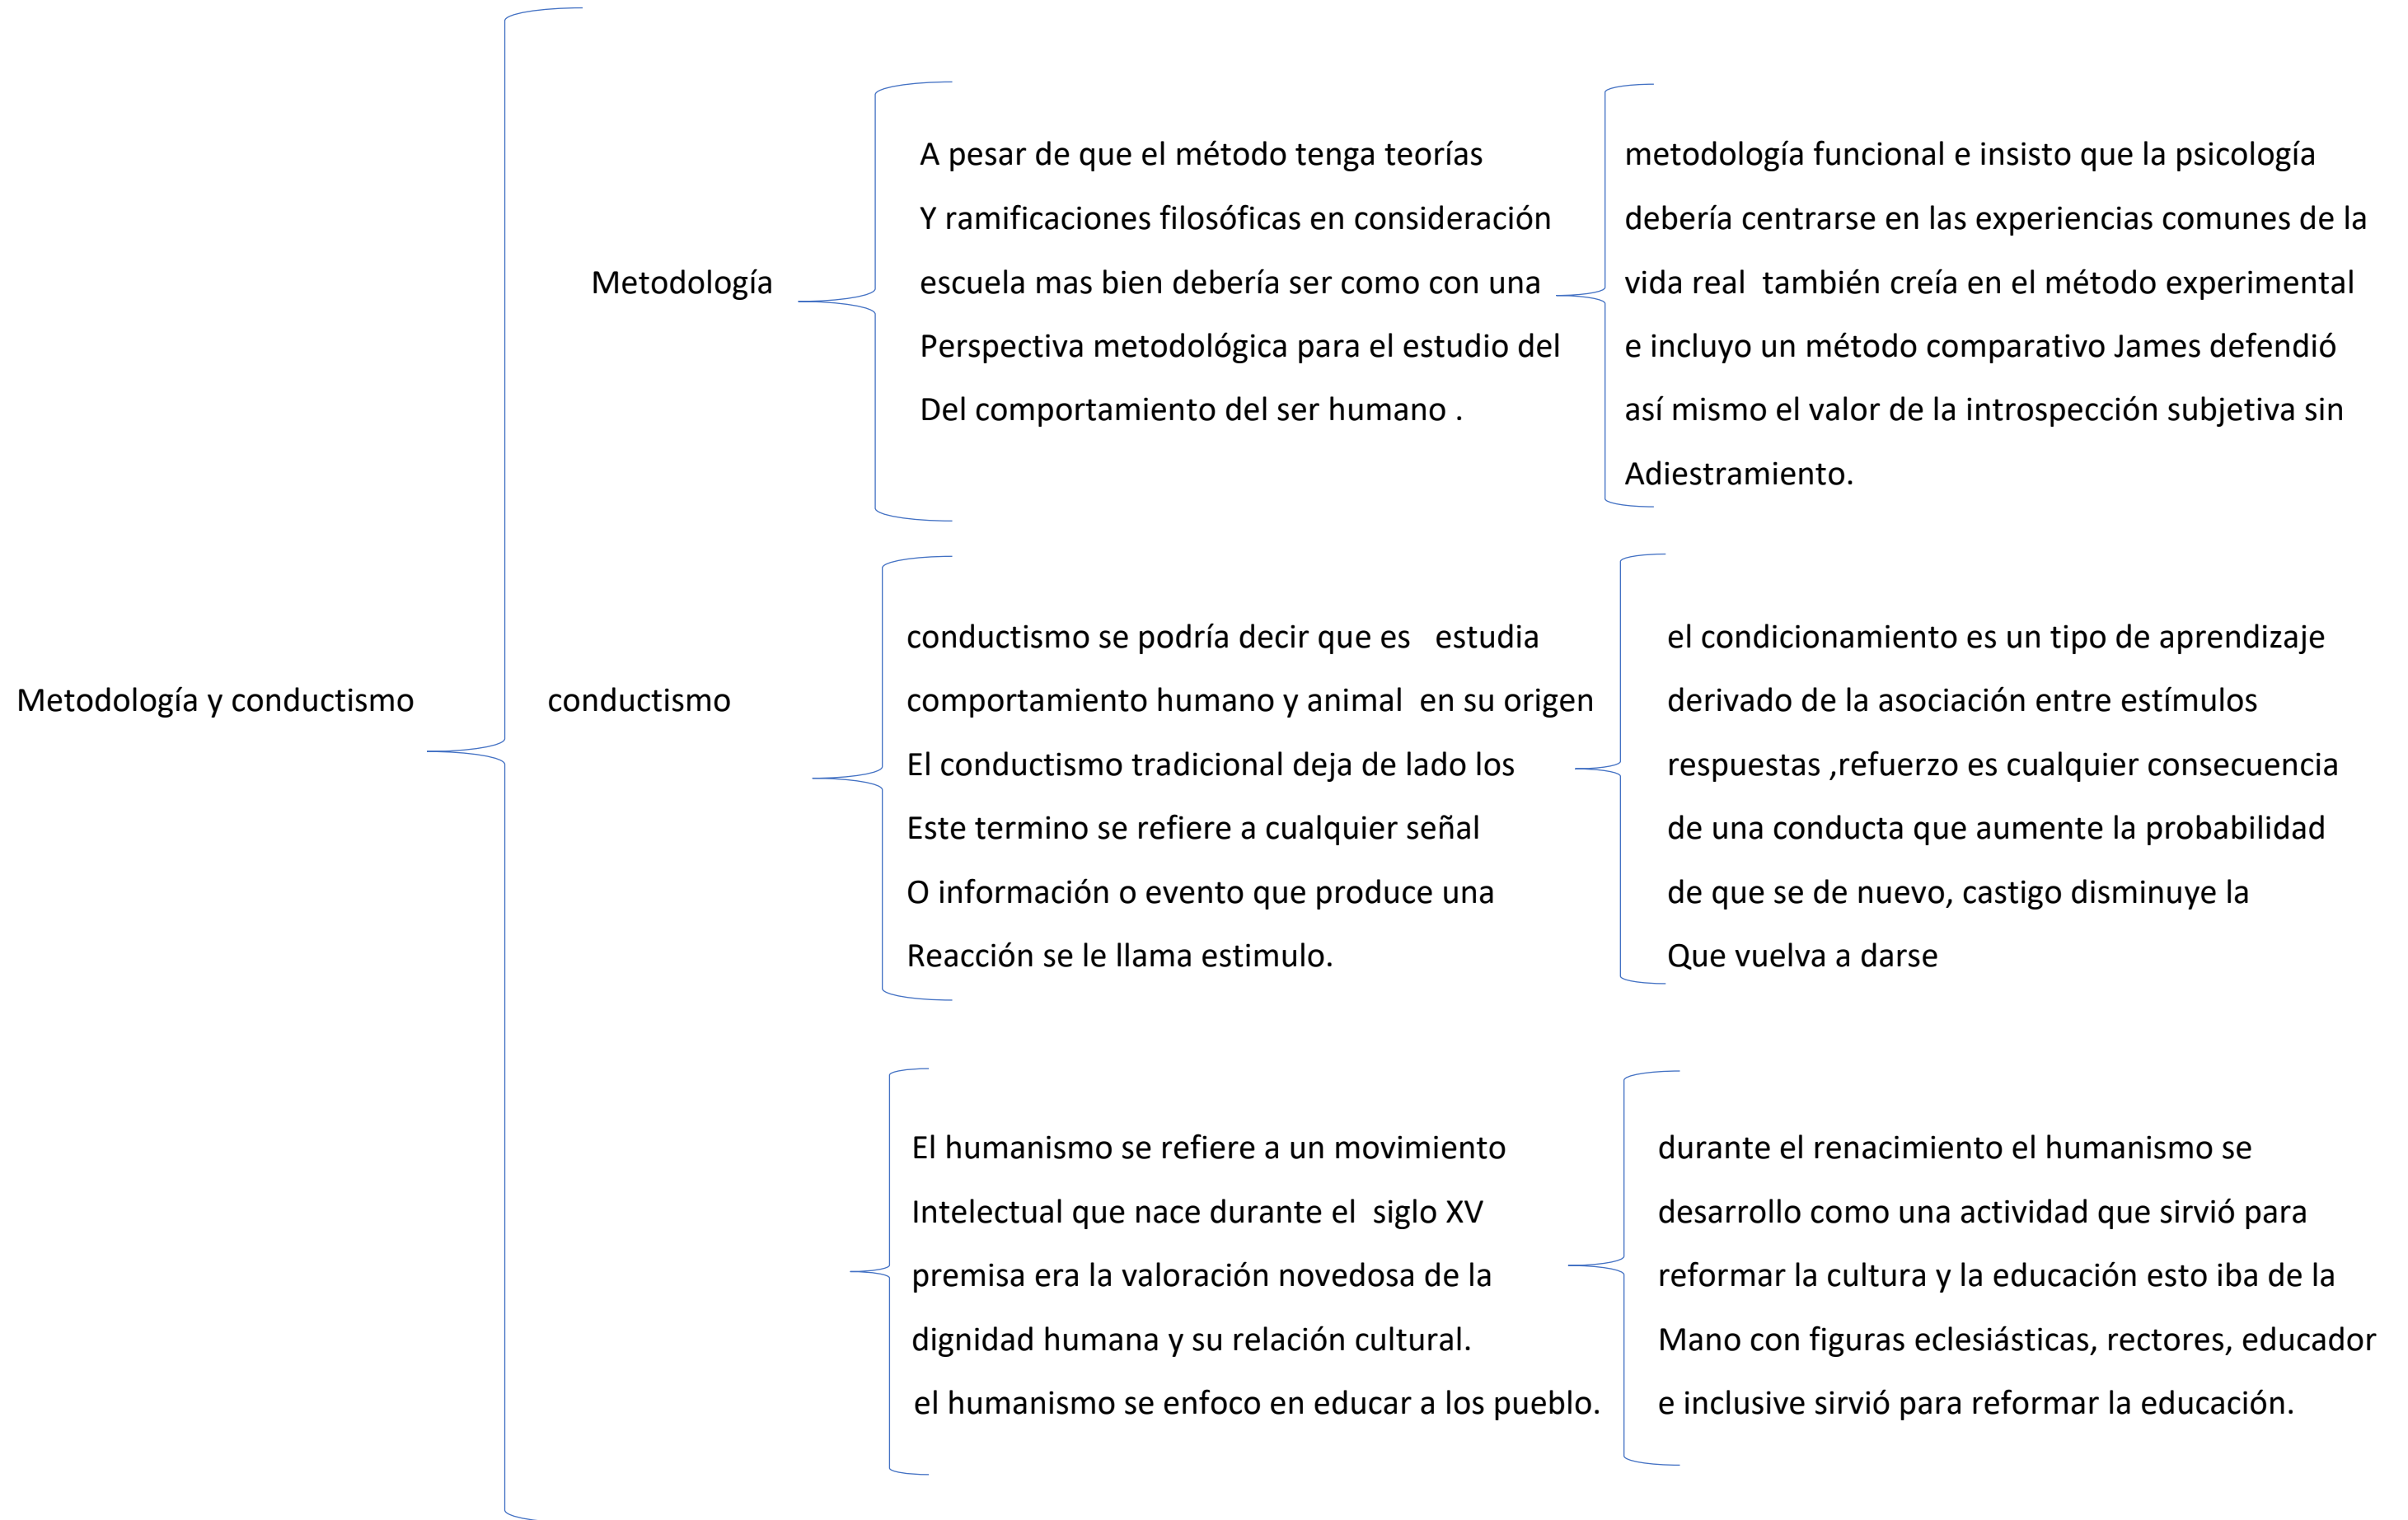 Metodología y conductismo
Metodología
A pesar de que el método tenga teorías
Y ramificaciones filosóficas en consideración
escuela mas bien debería ser como con una
Perspectiva metodológica para el estudio del
Del comportamiento del ser humano .
metodología funcional e insisto que la psicología
debería centrarse en las experiencias comunes de la
vida real  también creía en el método experimental
e incluyo un método comparativo James defendió
así mismo el valor de la introspección subjetiva sin
Adiestramiento.
conductismo
conductismo se podría decir que es   estudia
comportamiento humano y animal  en su origen
El conductismo tradicional deja de lado los
Este termino se refiere a cualquier señal
O información o evento que produce una
Reacción se le llama estimulo.
el condicionamiento es un tipo de aprendizaje
derivado de la asociación entre estímulos
respuestas ,refuerzo es cualquier consecuencia
de una conducta que aumente la probabilidad
de que se de nuevo, castigo disminuye la
Que vuelva a darse
El humanismo se refiere a un movimiento
Intelectual que nace durante el  siglo XV
premisa era la valoración novedosa de la
dignidad humana y su relación cultural.
el humanismo se enfoco en educar a los pueblo.
durante el renacimiento el humanismo se
desarrollo como una actividad que sirvió para
reformar la cultura y la educación esto iba de la
Mano con figuras eclesiásticas, rectores, educador
e inclusive sirvió para reformar la educación.